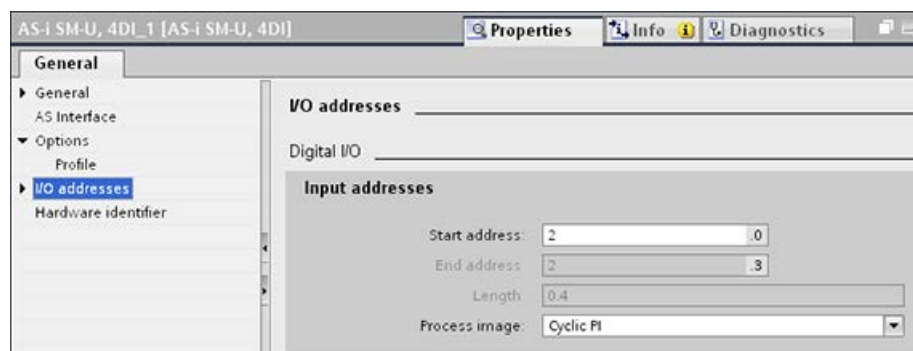 AS-i SM-U, 4DI_1 [AS-i SM-U, 4DI]
Properties
Info
Diagnostics
General
General
AS Interface
Options
Profile
I/O addresses
Hardware identifier
I/O addresses
Digital I/O
Input addresses
Start address: 2 .0
End address 2 .3
Length 0.4
Process image: Cyclic PI